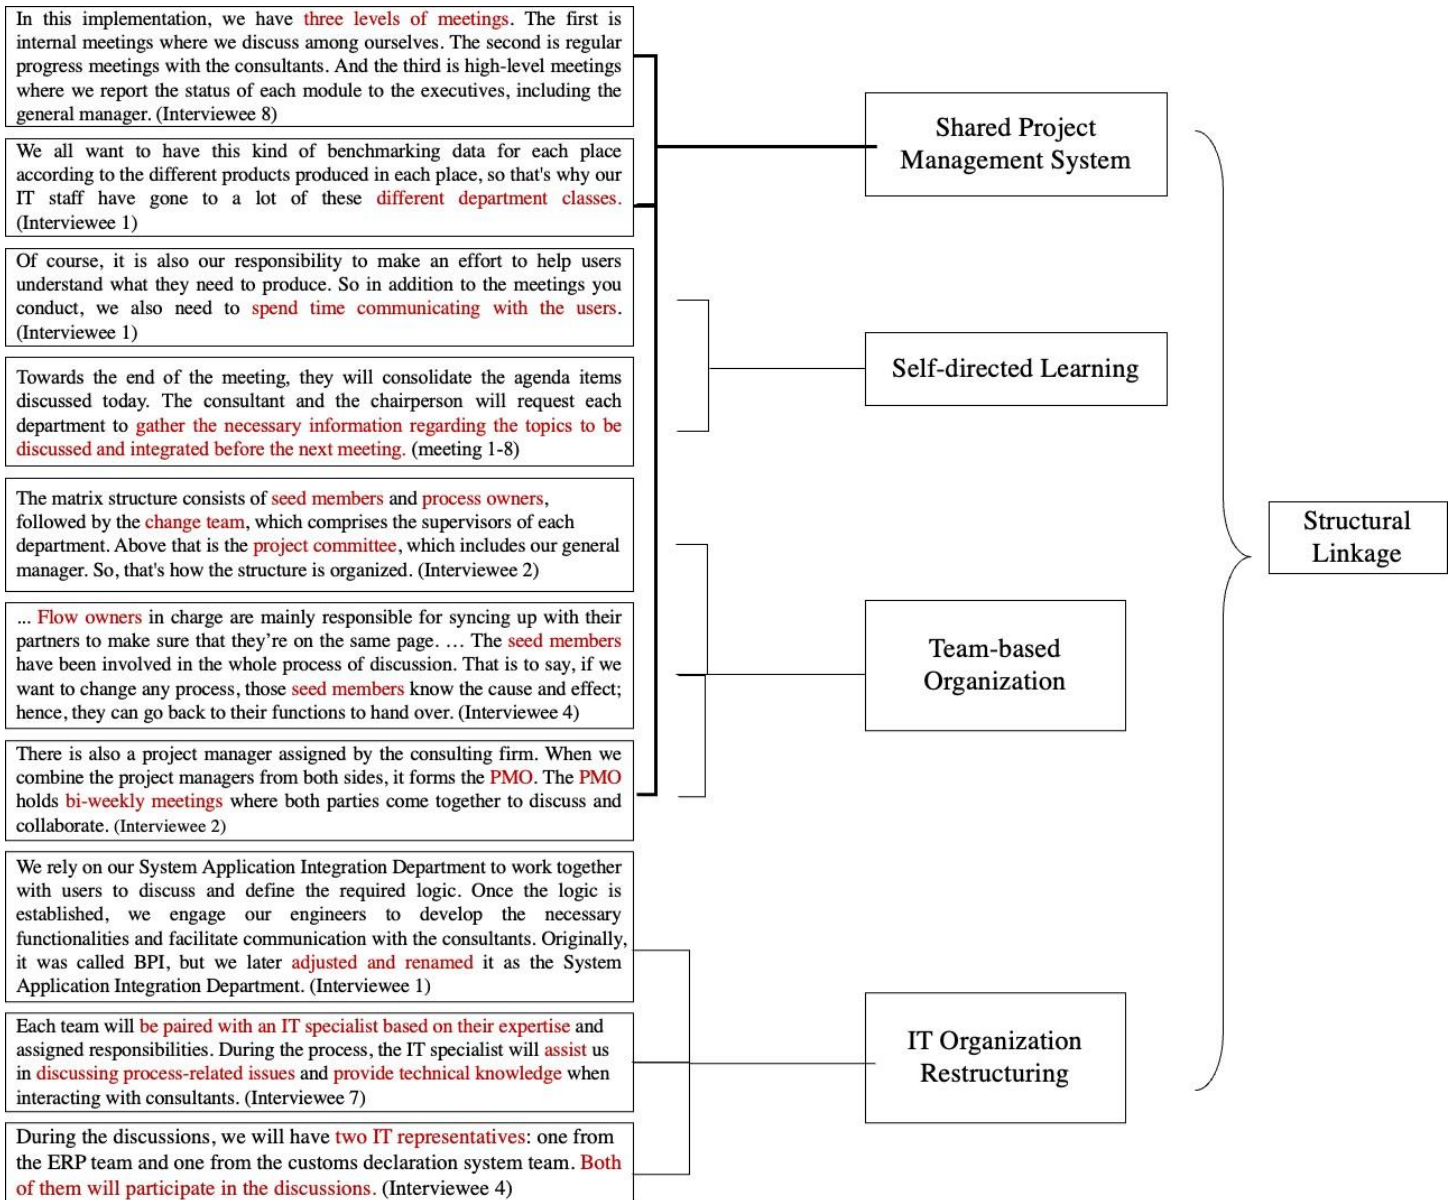 In this implementation, we have three levels of meetings. The first is
internal meetings where we discuss among ourselves. The second is regular
progress meetings with the consultants. And the third is high-level meetings
where we report the status of each module to the executives, including the
general manager. (Interviewee 8)
We all want to have this kind of benchmarking data for each place
according to the different products produced in each place, so that's why our
IT staff have gone to a lot of these different department classes.
(Interviewee 1)
Of course, it is also our responsibility to make an effort to help users
understand what they need to produce. So in addition to the meetings you
conduct, we also need to spend time communicating with the users.
(Interviewee 1)
Towards the end of the meeting, they will consolidate the agenda items
discussed today. The consultant and the chairperson will request each
department to gather the necessary information regarding the topics to be
discussed and integrated before the next meeting. (meeting 1-8)
The matrix structure consists of seed members and process owners,
followed by the change team, which comprises the supervisors of each
department. Above that is the project committee, which includes our general
manager. So, that's how the structure is organized. (Interviewee 2)
... Flow owners in charge are mainly responsible for syncing up with their
partners to make sure that they're on the same page. … The seed members
have been involved in the whole process of discussion. That is to say, if we
want to change any process, those seed members know the cause and effect;
hence, they can go back to their functions to hand over. (Interviewee 4)
There is also a project manager assigned by the consulting firm. When we
combine the project managers from both sides, it forms the PMO. The PMO
holds bi-weekly meetings where both parties come together to discuss and
collaborate. (Interviewee 2)
We rely on our System Application Integration Department to work together
with users to discuss and define the required logic. Once the logic is
established, we engage our engineers to develop the necessary
functionalities and facilitate communication with the consultants. Originally,
it was called BPI, but we later adjusted and renamed it as the System
Application Integration Department. (Interviewee 1)
Each team will be paired with an IT specialist based on their expertise and
assigned responsibilities. During the process, the IT specialist will assist us
in discussing process-related issues and provide technical knowledge when
interacting with consultants. (Interviewee 7)
During the discussions, we will have two IT representatives: one from
the ERP team and one from the customs declaration system team. Both
of them will participate in the discussions. (Interviewee 4)
Shared Project
Management System
Self-directed Learning
Team-based
Organization
IT Organization
Restructuring
Structural
Linkage